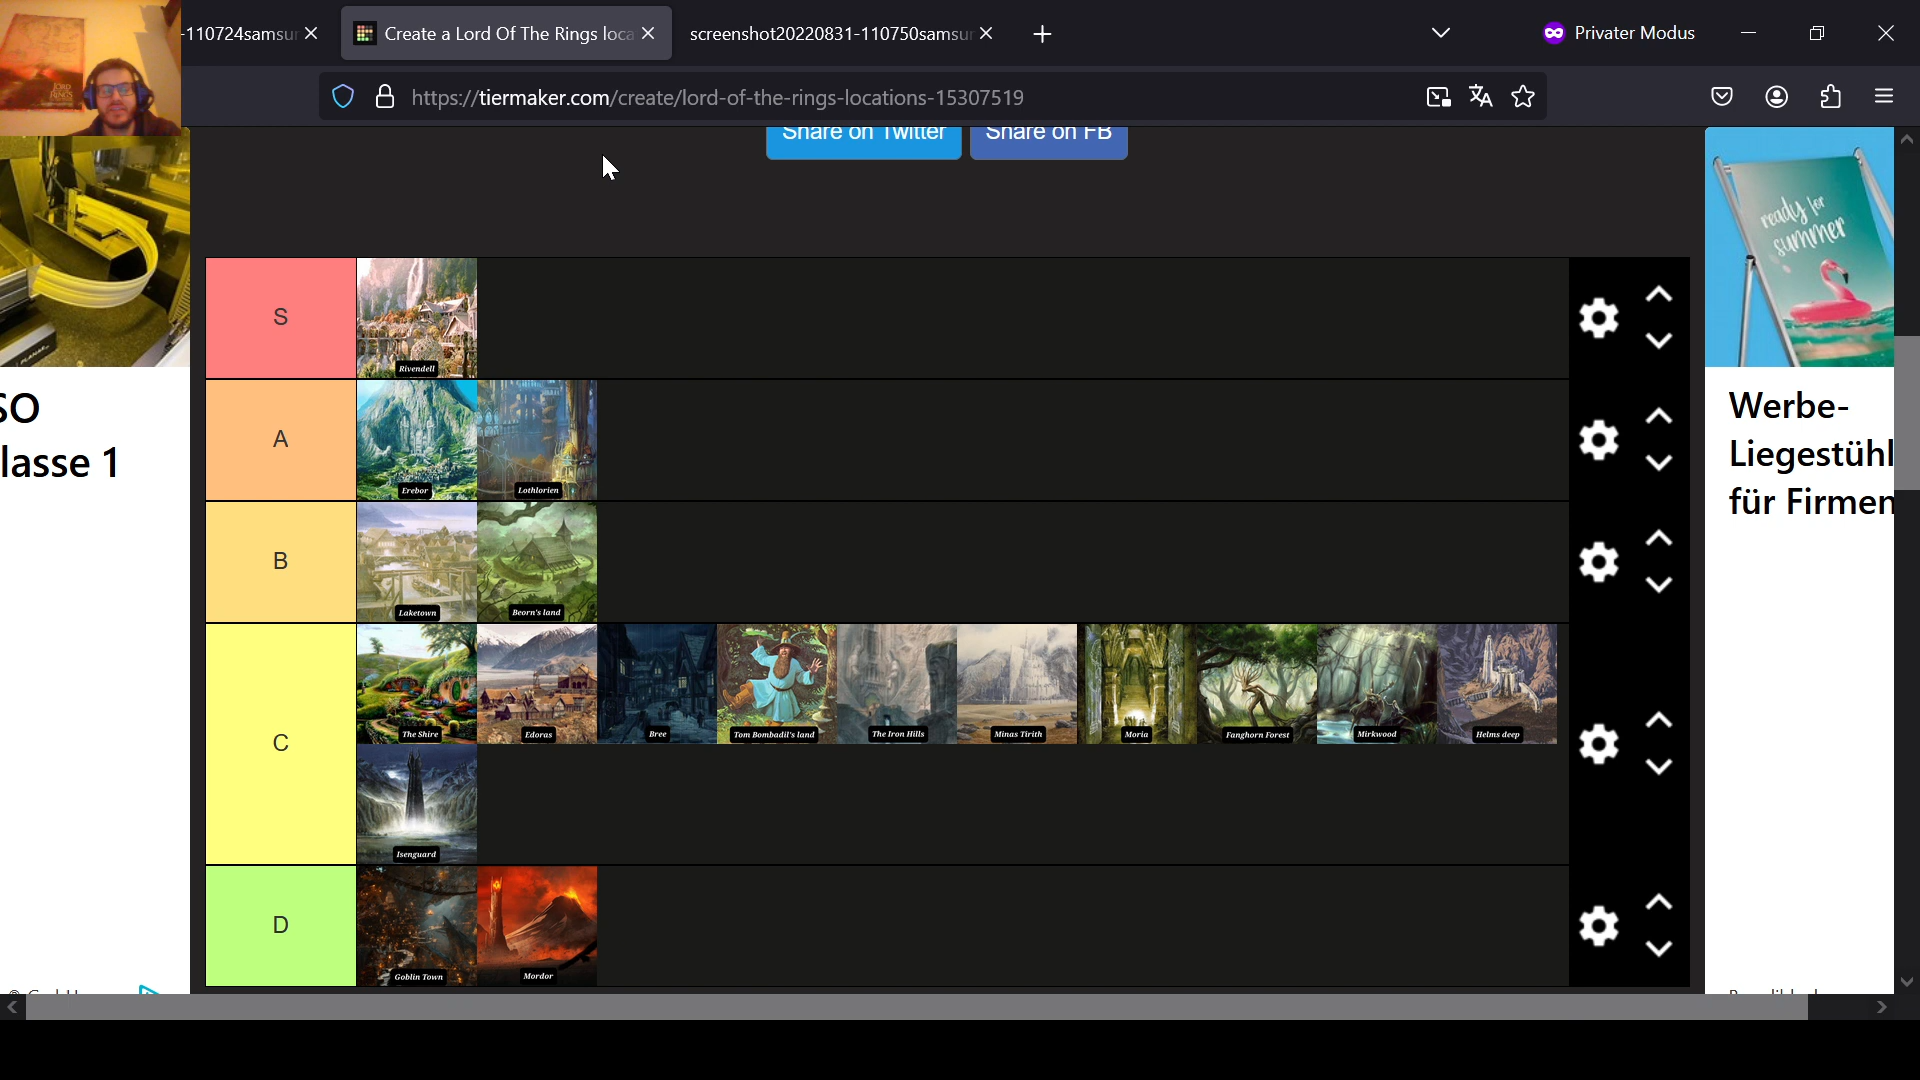 -110724samsu
Create a Lord Of The Rings loca
screenshot20220831-110750samsur
Privater Modus
https://tiermaker.com/create/lord-of-the-rings-locations-15307519
LORD
RINGS
Share on Twitter
Share on FB
ready for
summer
SO
lasse 1
Werbe-
Liegestühl
für Firmen
S
Rivendell
A
Erebor
Lothlorien
B
Laketown
Beorn's land
C
The Shire
Edoras
Bree
Tom Bombadil's land
The Iron Hills
Minas Tirith
Moria
Fanghorn Forest
Mirkwood
Helms deep
Isenguard
D
Goblin Town
Mordor